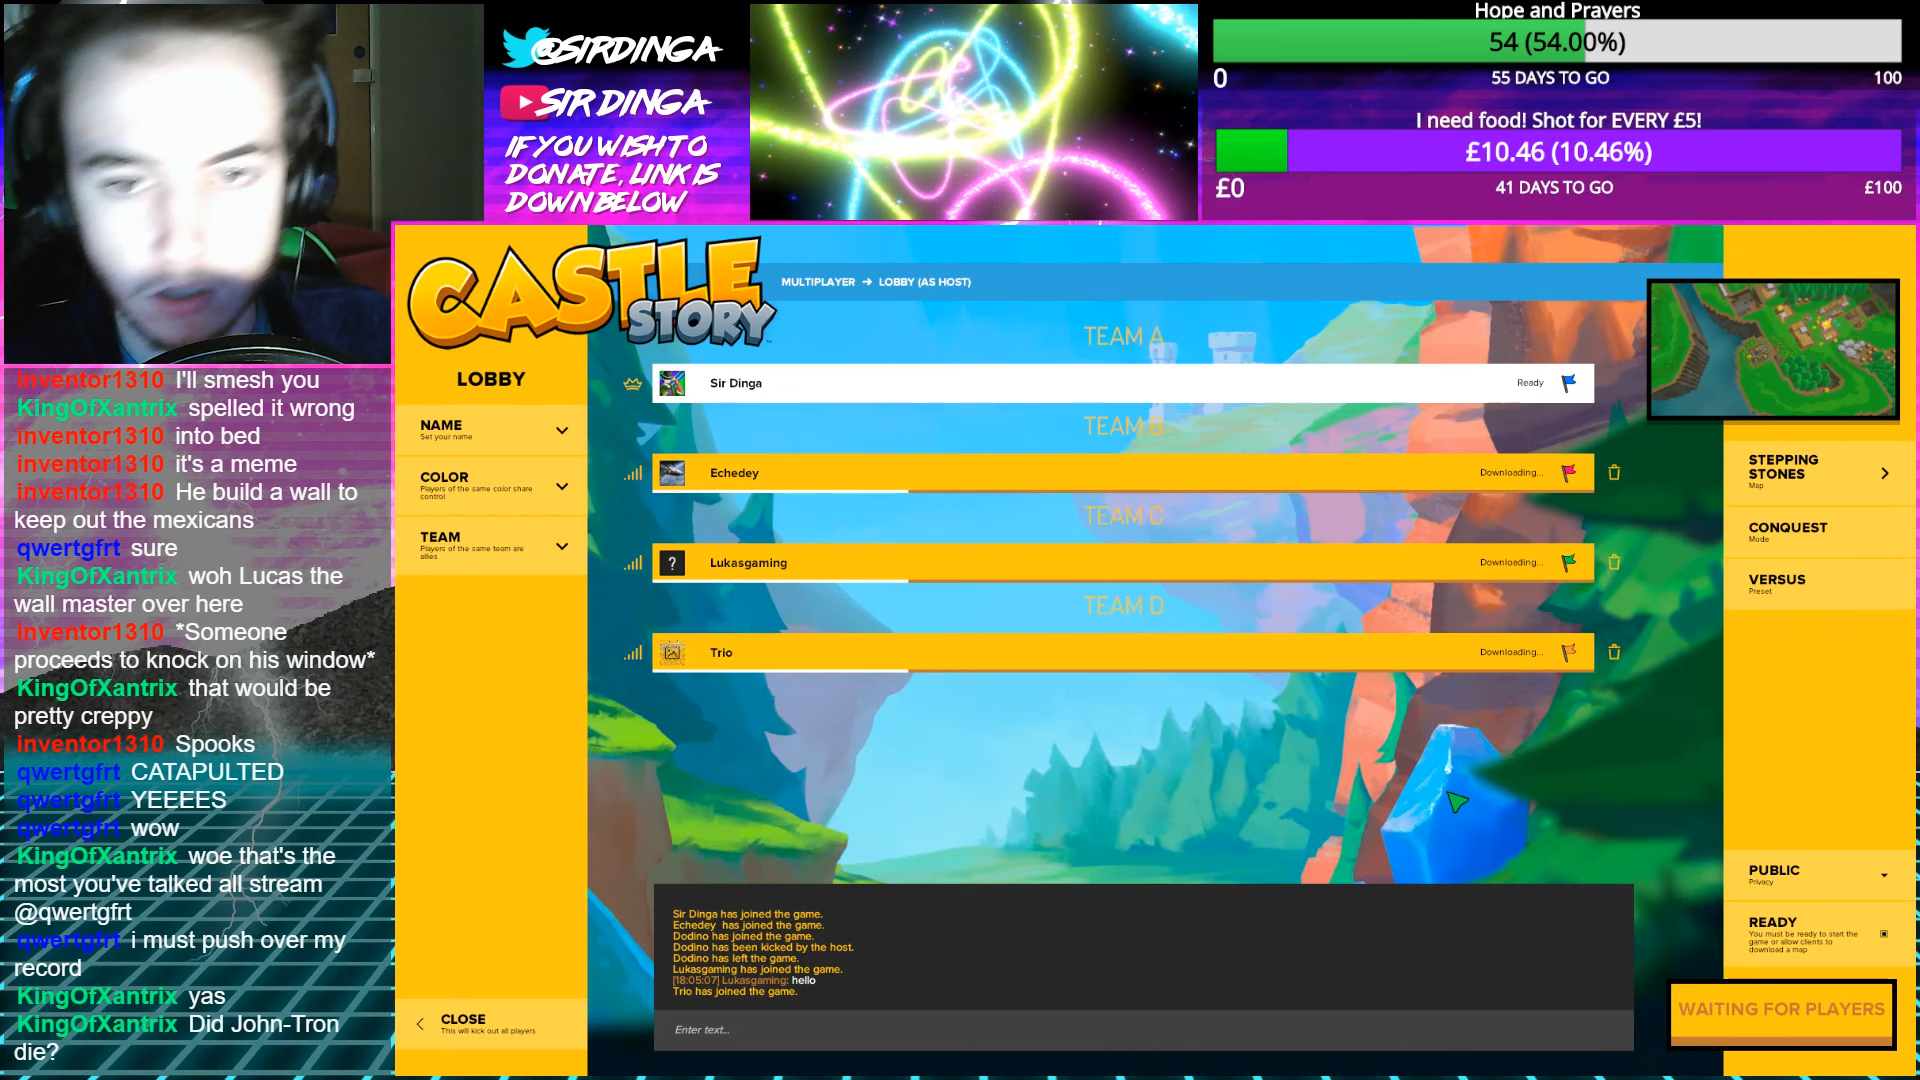 inventor1310 I'll smesh you
KingOfXantrix spelled it wrong
inventor1310 into bed
inventor1310 it's a meme
inventor1310 He build a wall to
keep out the mexicans
qwertgfrt sure
KingOfXantrix woh Lucas the
wall master over here
inventor1310 *Someone
proceeds to knock on his window*
KingOfXantrix that would be
pretty creppy
inventor1310 Spooks
qwertgfrt CATAPULTED
qwertgfrt YEEEES
qwertgfrt wow
KingOfXantrix woe that's the
most you've talked all stream
@qwertgfrt
qwertgfrt i must push over my
record
KingOfXantrix yas
KingOfXantrix Did John-Tron
die?
@SIRDINGA
SIR DINGA
IF YOU WISH TO
DONATE, LINK IS
DOWN BELOW
Hope and Prayers
54 (54.00%)
0 55 DAYS TO GO 100
I need food! Shot for EVERY £5!
£10.46 (10.46%)
£0 41 DAYS TO GO £100
CASTLE
STORY
MULTIPLAYER → LOBBY (AS HOST)
LOBBY
NAME
Set your name
COLOR
Players of the same color share
control
TEAM
Players of the same team are
allies
CLOSE
This will kick out all players
TEAM A
Sir Dinga Ready
TEAM B
Echedey Downloading...
TEAM C
? Lukasgaming Downloading...
TEAM D
Trio Downloading...
Sir Dinga has joined the game.
Echedey has joined the game.
Dodino has joined the game.
Dodino has been kicked by the host.
Dodino has left the game.
Lukasgaming has joined the game.
[18:05:07] Lukasgaming: hello
Trio has joined the game.
Enter text...
STEPPING
STONES
Map
CONQUEST
Mode
VERSUS
Preset
PUBLIC
Privacy
READY
You must be ready to start the
game or allow clients to
download a map
WAITING FOR PLAYERS